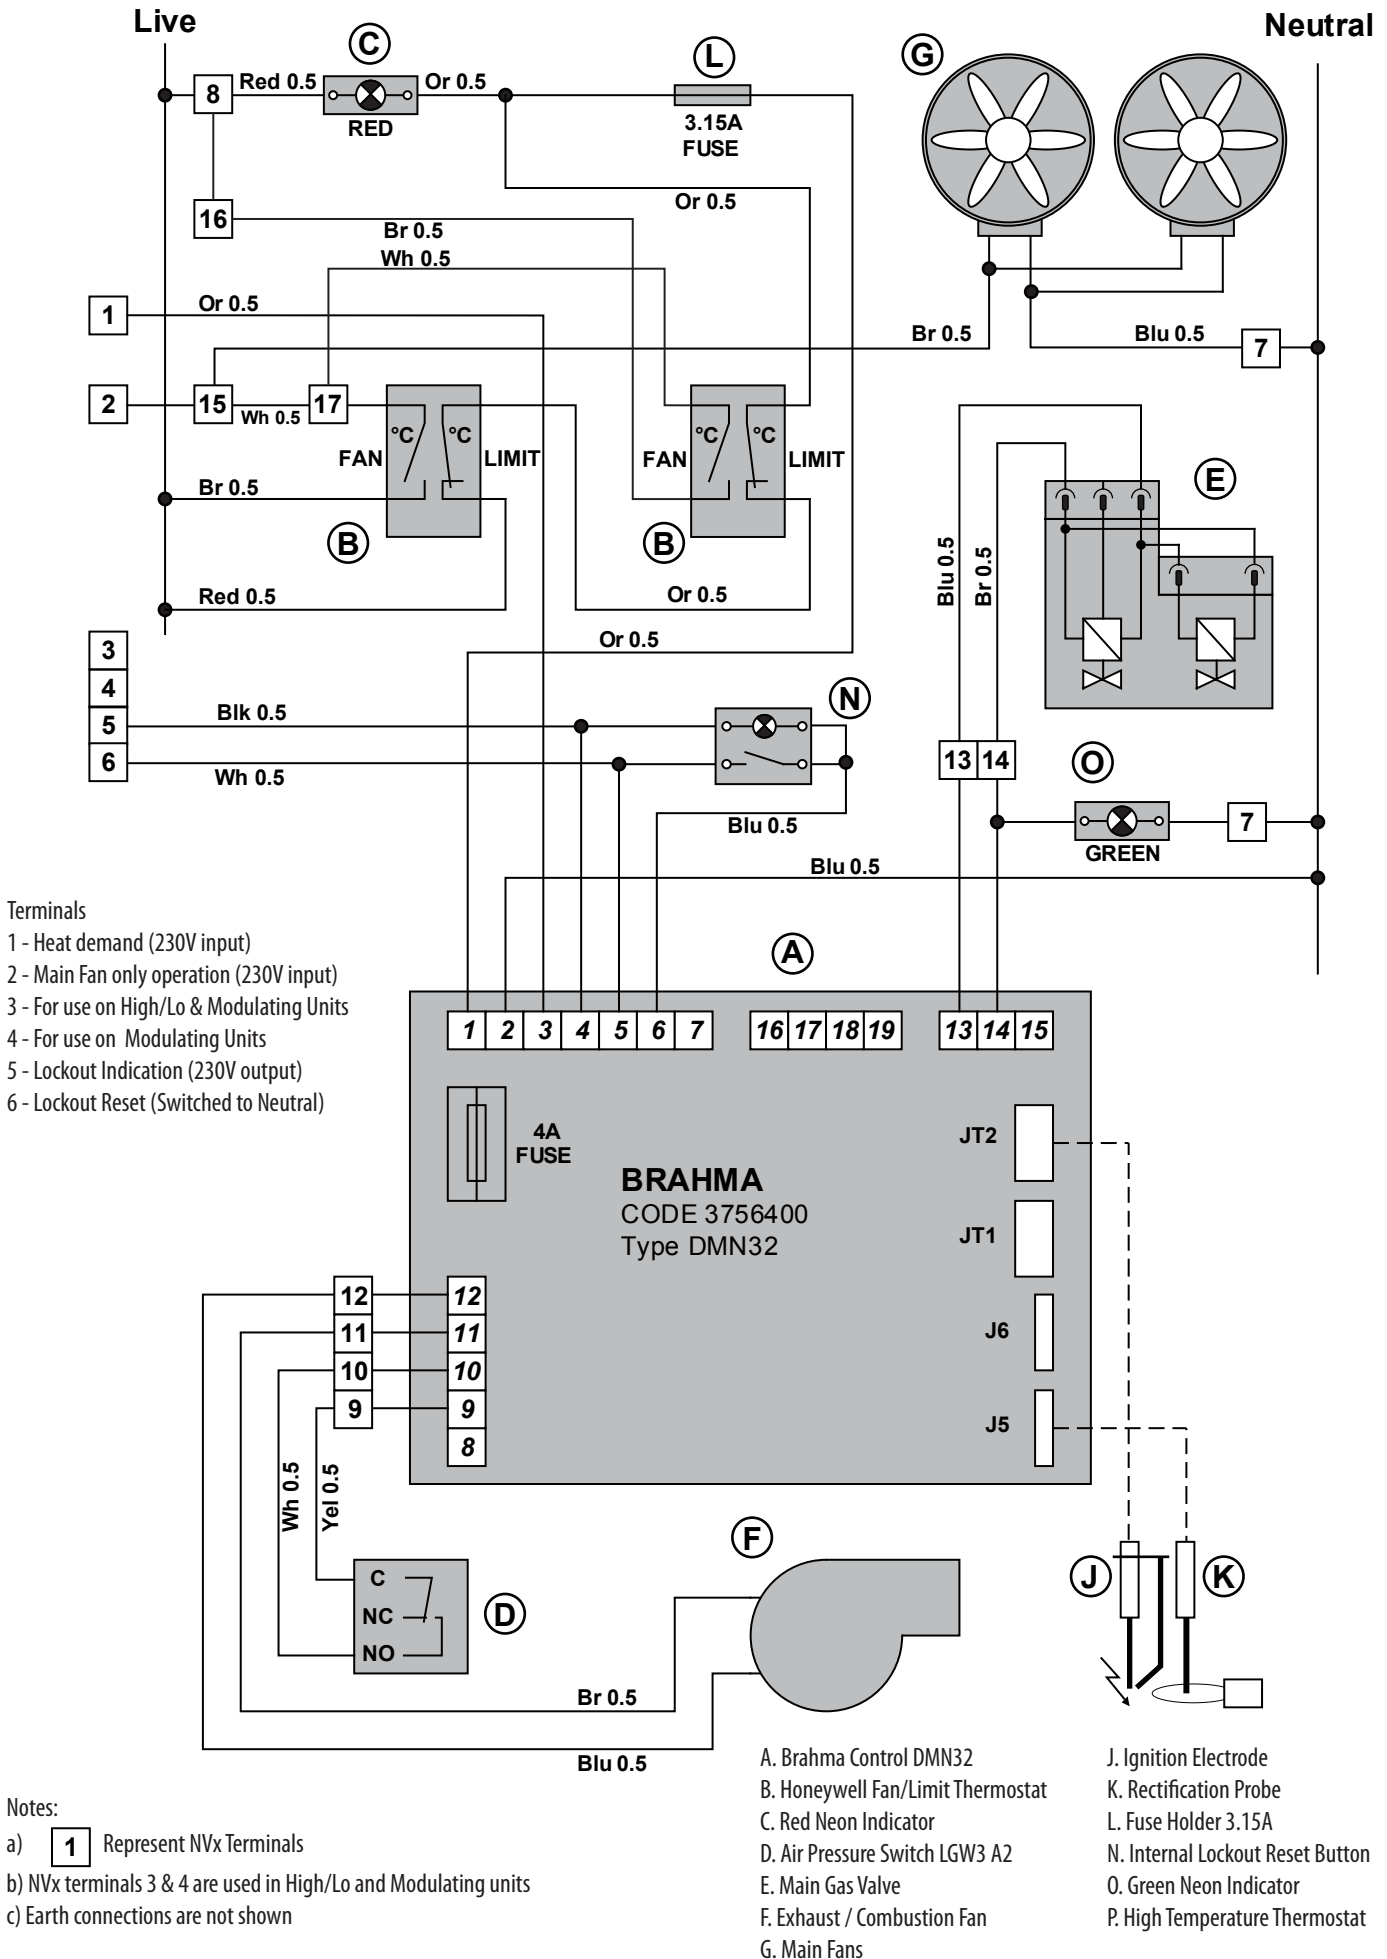 Live
Neutral
C
L
G
8
Red 0.5
Or 0.5
RED
3.15A
FUSE
Or 0.5
16
Br 0.5
Wh 0.5
1
Or 0.5
Br 0.5
Blu 0.5
7
2
15
Wh 0.5
17
°C
°C
FAN
LIMIT
°C
°C
FAN
LIMIT
E
Br 0.5
B
B
Blu 0.5
Br 0.5
Red 0.5
Or 0.5
Or 0.5
3
4
5
Blk 0.5
6
Wh 0.5
N
13
14
O
Blu 0.5
GREEN
7
Blu 0.5
Terminals
1 - Heat demand (230V input)
2 - Main Fan only operation (230V input)
3 - For use on High/Lo & Modulating Units
4 - For use on Modulating Units
5 - Lockout Indication (230V output)
6 - Lockout Reset (Switched to Neutral)
A
1 2 3 4 5 6 7
16 17 18 19
13 14 15
4A
FUSE
BRAHMA
CODE 3756400
Type DMN32
JT2
JT1
J6
J5
12
11
10
9
12
11
10
9
8
Wh 0.5
Yel 0.5
C
NC
NO
D
F
J
K
Br 0.5
Blu 0.5
A. Brahma Control DMN32
B. Honeywell Fan/Limit Thermostat
C. Red Neon Indicator
D. Air Pressure Switch LGW3 A2
E. Main Gas Valve
F. Exhaust / Combustion Fan
G. Main Fans
J. Ignition Electrode
K. Rectification Probe
L. Fuse Holder 3.15A
N. Internal Lockout Reset Button
O. Green Neon Indicator
P. High Temperature Thermostat
Notes:
a) 1 Represent NVx Terminals
b) NVx terminals 3 & 4 are used in High/Lo and Modulating units
c) Earth connections are not shown